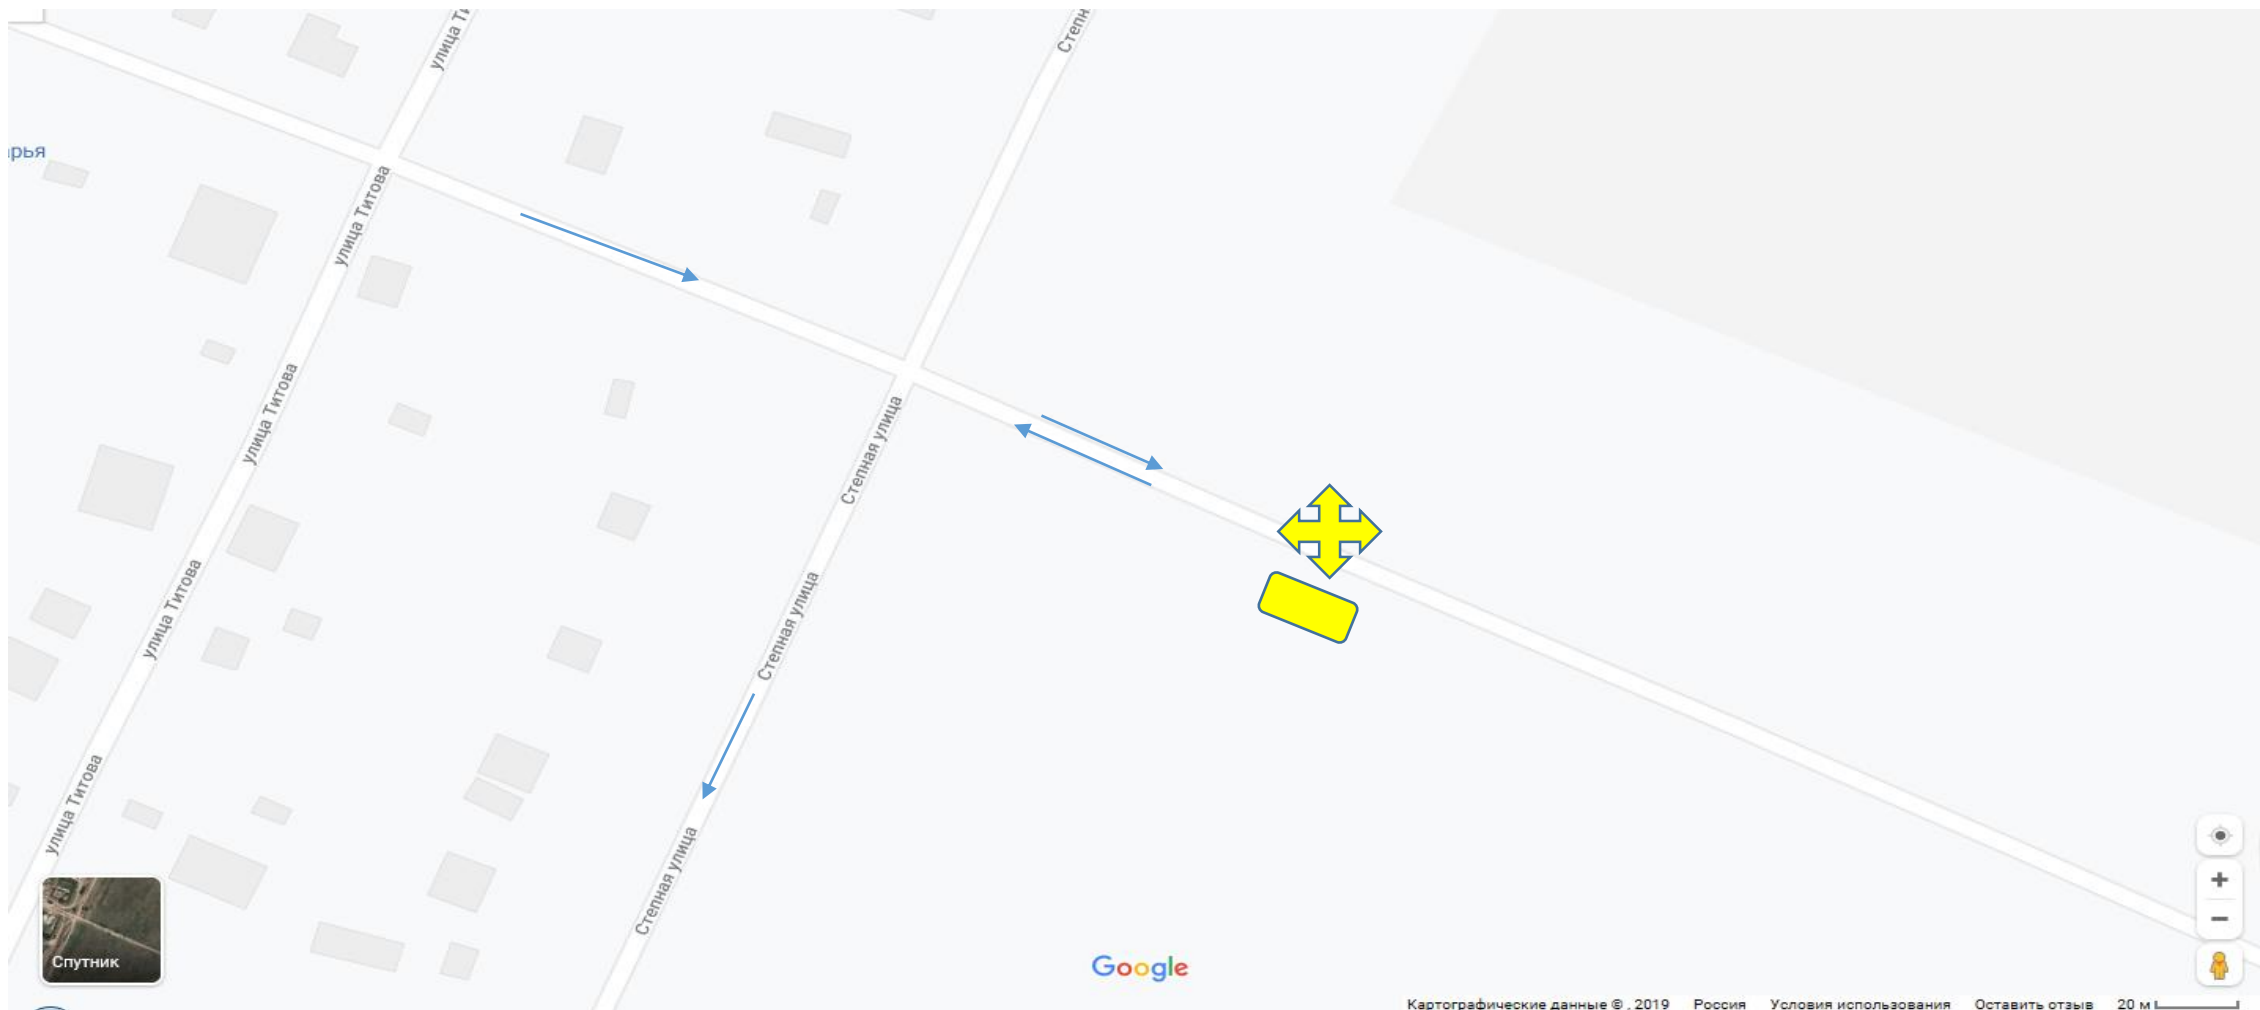 улица Ти
Степн
рья
улица Титова
улица Титова
Степная улица
улица Титова
Степная улица
улица Титова
Степная улица
Спутник
Google
Картографические данные © , 2019 Россия Условия использования Оставить отзыв 20 м